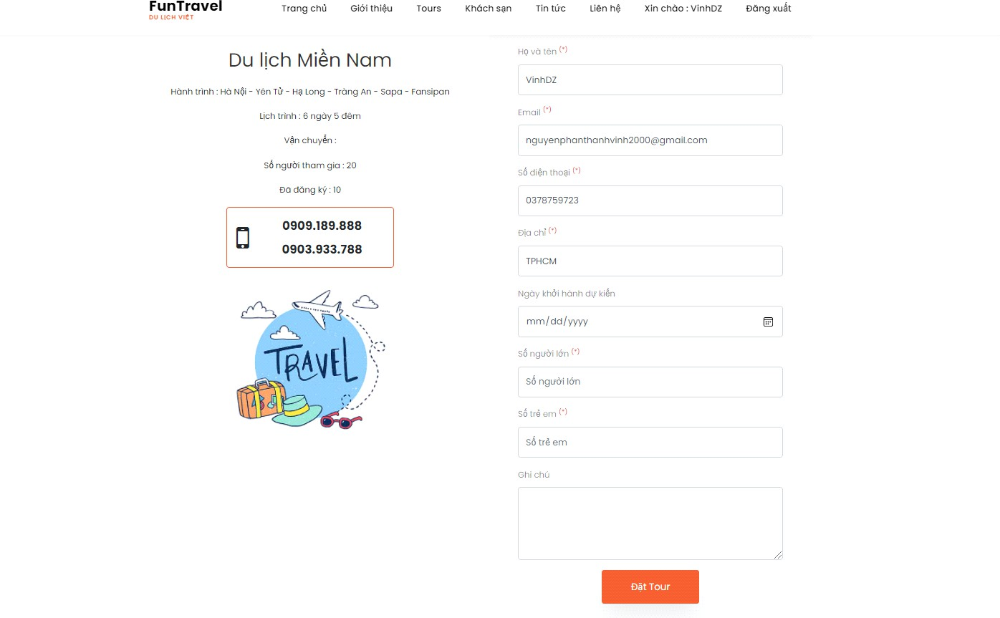 FunTravel
DU LỊCH VIỆT
Trang chủ Giới thiệu Tours Khách sạn Tin tức Liên hệ Xin chào : VinhDZ Đăng xuất
Du lịch Miền Nam
Hành trình : Hà Nội - Yên Tử - Hạ Long - Tràng An - Sapa - Fansipan
Lịch trình : 6 ngày 5 đêm
Vận chuyển :
Số người tham gia : 20
Đã đăng ký : 10
0909.189.888
0903.933.788
TRAVEL
Họ và tên (*)
VinhDZ
Email (*)
nguyenphanthanhvinh2000@gmail.com
Số điện thoại (*)
0378759723
Địa chỉ (*)
TPHCM
Ngày khởi hành dự kiến
mm/dd/yyyy
Số người lớn (*)
Số người lớn
Số trẻ em (*)
Số trẻ em
Ghi chú
Đặt Tour